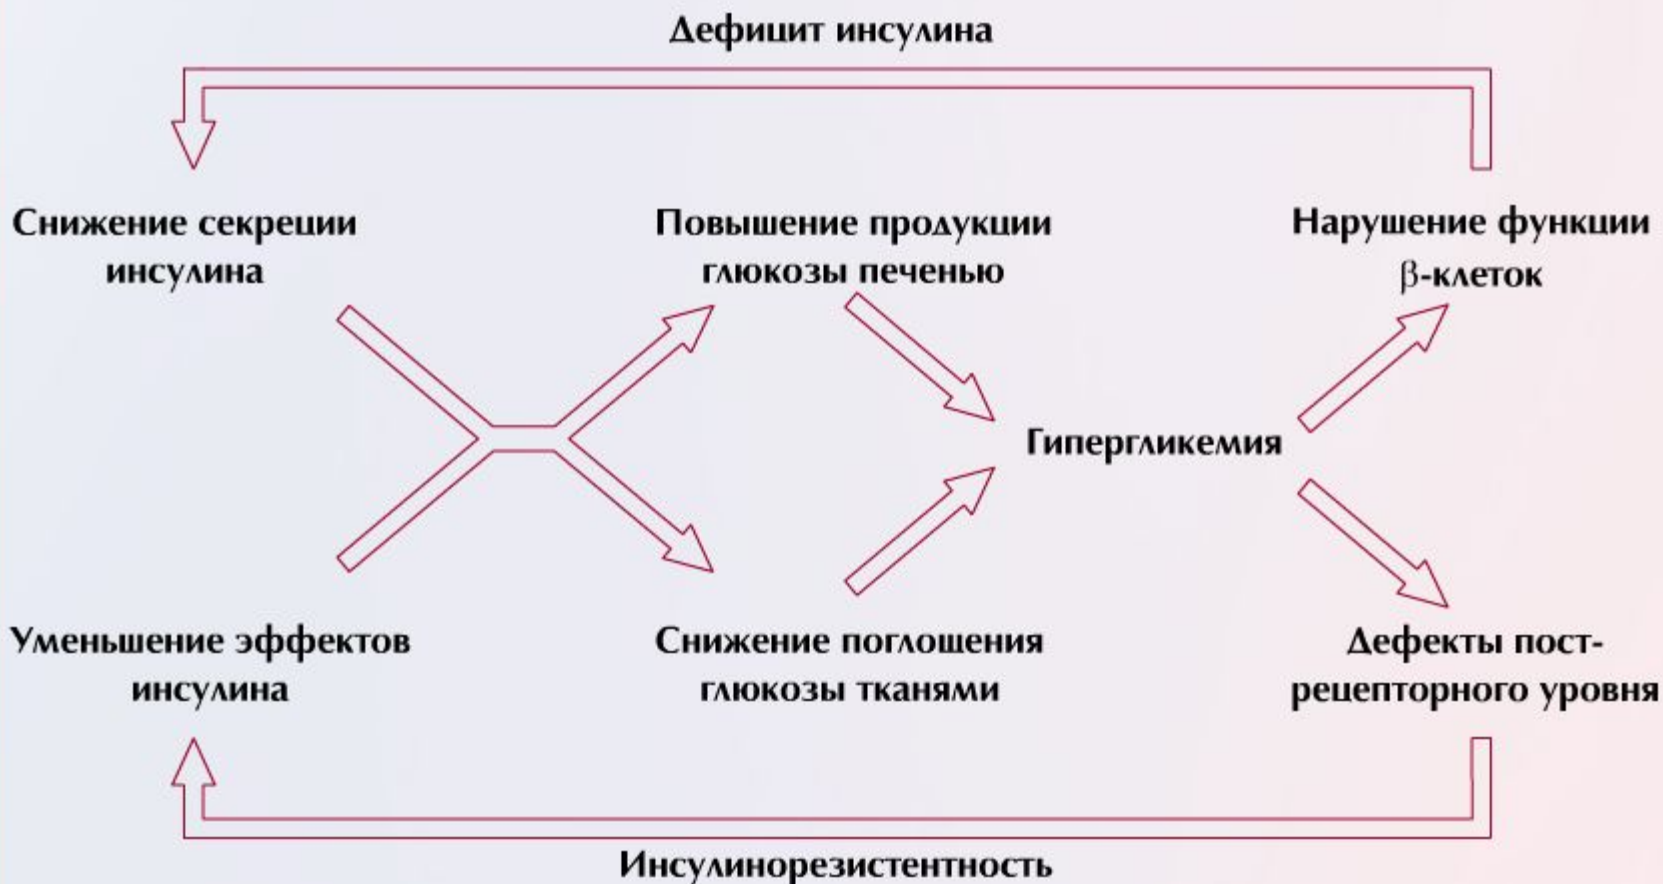 Дефицит инсулина
Снижение секреции
инсулина
Повышение продукции
глюкозы печенью
Нарушение функции
β-клеток
Гипергликемия
Уменьшение эффектов
инсулина
Снижение поглощения
глюкозы тканями
Дефекты пост-
рецепторного уровня
Инсулинорезистентность